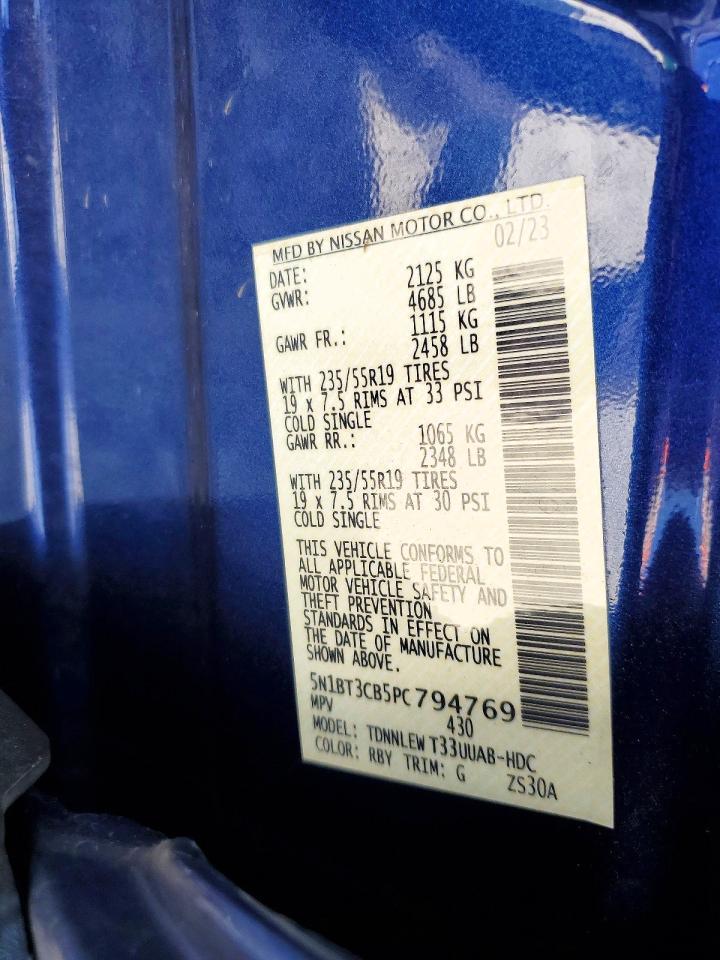 MFD BY NISSAN MOTOR CO., LTD.
DATE: 02/23
GVWR: 2125 KG
4685 LB
GAWR FR.: 1115 KG
2458 LB
WITH 235/55R19 TIRES
19 x 7.5 RIMS AT 33 PSI
COLD SINGLE
GAWR RR.: 1065 KG
2348 LB
WITH 235/55R19 TIRES
19 x 7.5 RIMS AT 30 PSI
COLD SINGLE
THIS VEHICLE CONFORMS TO
ALL APPLICABLE FEDERAL
MOTOR VEHICLE SAFETY AND
THEFT PREVENTION
STANDARDS IN EFFECT ON
THE DATE OF MANUFACTURE
SHOWN ABOVE.
5N1BT3CB5PC794769
MPV 430
MODEL: TDNNLEW T33UUAB-HDC
COLOR: RBY TRIM: G ZS30A